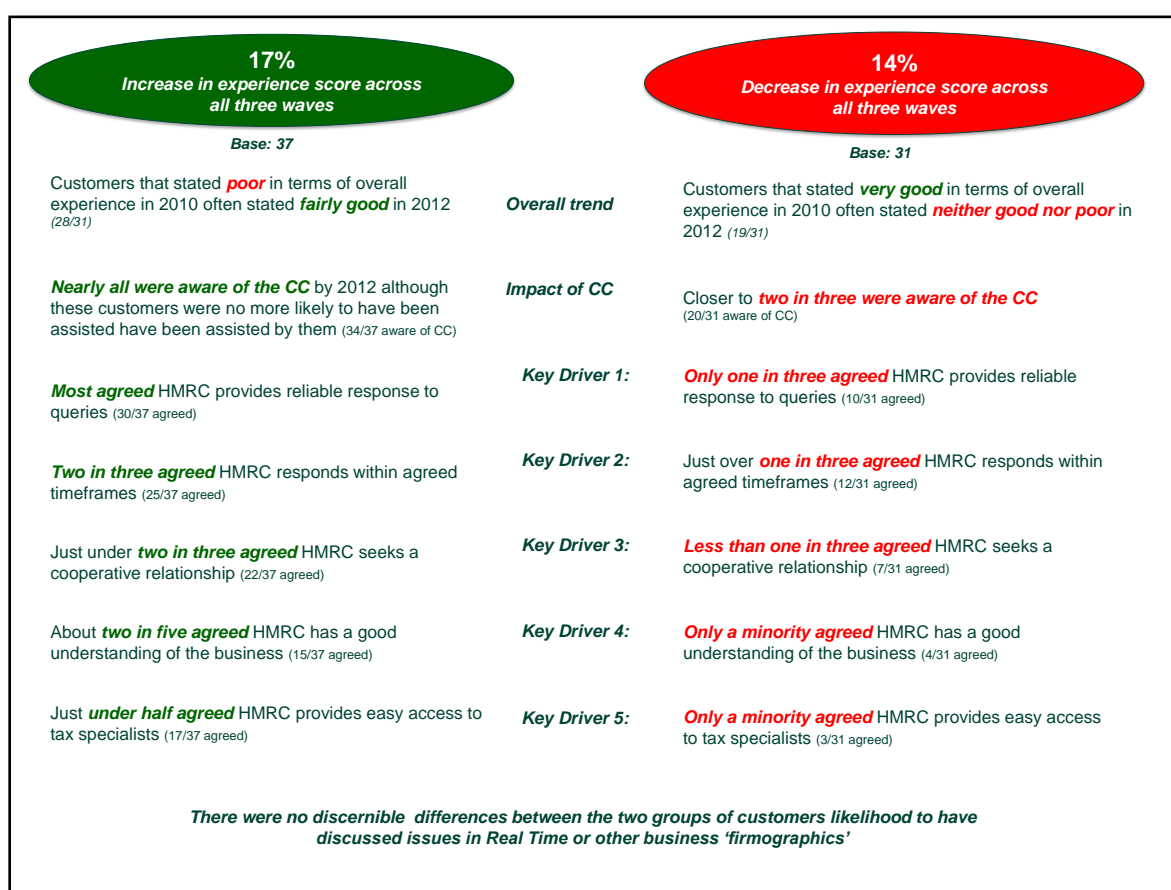 17%
Increase in experience score across
all three waves
Base: 37
14%
Decrease in experience score across
all three waves
Base: 31
Customers that stated poor in terms of overall
experience in 2010 often stated fairly good in 2012
(28/31)
Overall trend
Customers that stated very good in terms of overall
experience in 2010 often stated neither good nor poor in
2012 (19/31)
Nearly all were aware of the CC by 2012 although
these customers were no more likely to have been
assisted have been assisted by them (34/37 aware of CC)
Impact of CC
Closer to two in three were aware of the CC
(20/31 aware of CC)
Most agreed HMRC provides reliable response to
queries (30/37 agreed)
Key Driver 1:
Only one in three agreed HMRC provides reliable
response to queries (10/31 agreed)
Two in three agreed HMRC responds within agreed
timeframes (25/37 agreed)
Key Driver 2:
Just over one in three agreed HMRC responds within
agreed timeframes (12/31 agreed)
Just under two in three agreed HMRC seeks a
cooperative relationship (22/37 agreed)
Key Driver 3:
Less than one in three agreed HMRC seeks a
cooperative relationship (7/31 agreed)
About two in five agreed HMRC has a good
understanding of the business (15/37 agreed)
Key Driver 4:
Only a minority agreed HMRC has a good
understanding of the business (4/31 agreed)
Just under half agreed HMRC provides easy access to
tax specialists (17/37 agreed)
Key Driver 5:
Only a minority agreed HMRC provides easy access
to tax specialists (3/31 agreed)
There were no discernible differences between the two groups of customers likelihood to have
discussed issues in Real Time or other business ‘firmographics’